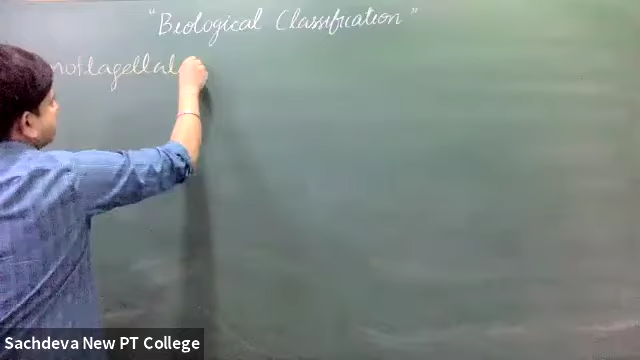 "Biological Classification"
noflagellat
Sachdeva New PT College